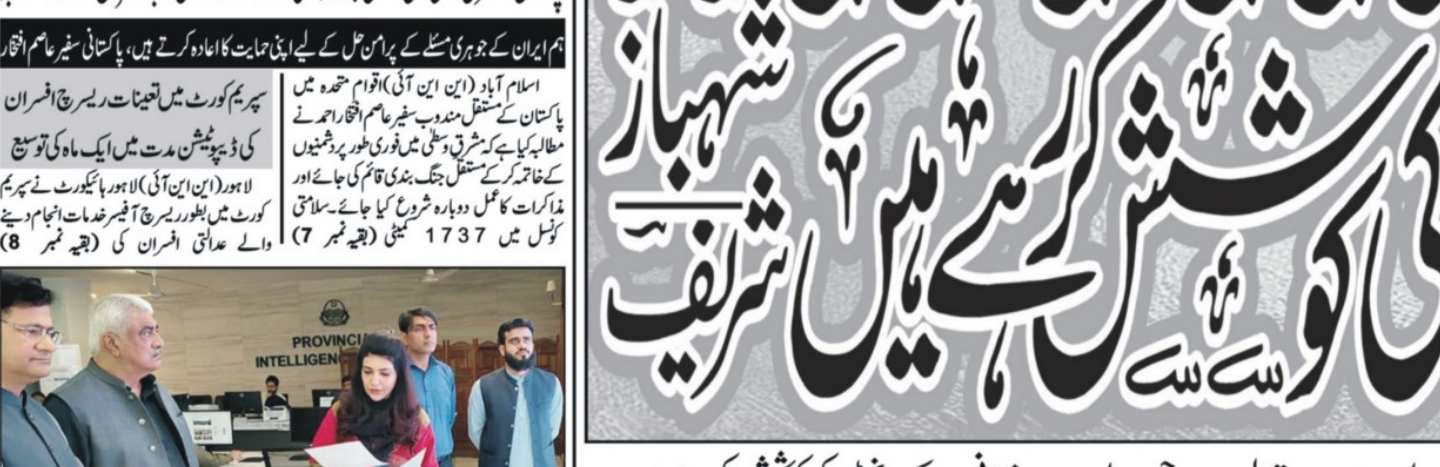 کی کوشش کر رہے ہیں
شہباز
شریف
ہم ایران کے جوہری مسئلے کے پرامن حل کے لیے اپنی حمایت کا اعادہ کرتے ہیں، پاکستانی سفیر عاصم افتخار
اسلام آباد (این این آئی) اقوام متحدہ میں
پاکستان کے مستقل مندوب سفیر عاصم افتخار احمد نے
مطالبہ کیا ہے کہ مشرق وسطیٰ میں فوری طور پر دشمنیوں
کے خاتمہ کر کے مستقل جنگ بندی قائم کی جائے اور
مذاکرات کا عمل دوبارہ شروع کیا جائے۔ سلامتی
کونسل میں 1737 کمیٹی (بقیہ نمبر 7)
سپریم کورٹ میں تعینات ریسرچ افسران
کی ڈیپوٹیشن مدت میں ایک ماہ کی توسیع
لاہور (این این آئی) لاہور ہائیکورٹ نے سپریم
کورٹ میں بطور ریسرچ آفیسر خدمات انجام دینے
والے عدالتی افسران کی (بقیہ نمبر 8)
PROVINCIAL
INTELLIGENC